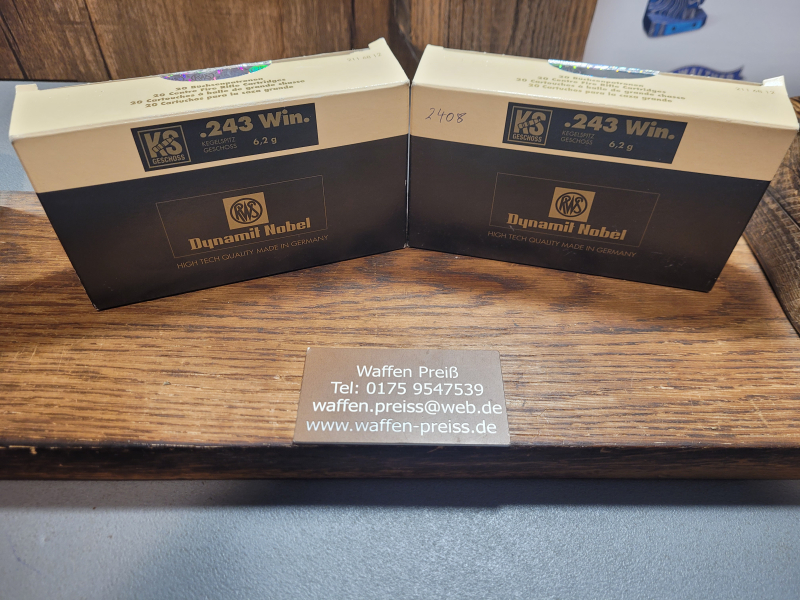 20 Büchsenpatronen
20 Centre Fire Rifle Cartridges
20 Cartouches à balle de grande chasse
20 Cartuchos para la caza grande
KS
GESCHOSS
.243 Win.
KEGELSPITZ
GESCHOSS
6,2 g
RWS
Dynamit Nobel
HIGH TECH QUALITY MADE IN GERMANY
20 Büchsenpatronen
20 Centre Fire Rifle Cartridges
20 Cartouches à balle de grande chasse
20 Cartuchos para la caza grande
2408
KS
GESCHOSS
.243 Win.
KEGELSPITZ
GESCHOSS
6,2 g
RWS
Dynamit Nobel
HIGH TECH QUALITY MADE IN GERMANY
Waffen Preiß
Tel: 0175 9547539
waffen.preiss@web.de
www.waffen-preiss.de